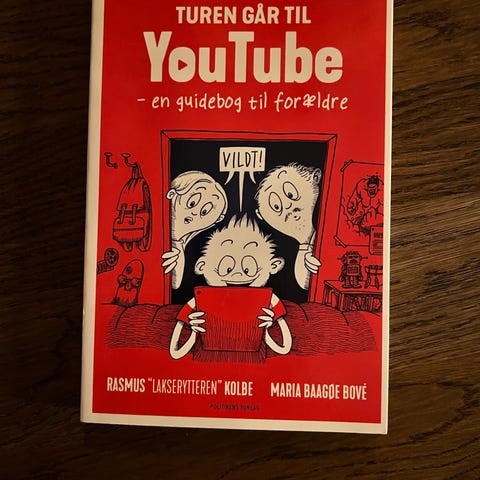 TUREN GÅR TIL
YouTube
- en guidebog til forældre
VILDT!
RASMUS "LAKSERYTTEREN" KOLBE MARIA BAAGØE BOVÉ
POLITIKENS FORLAG